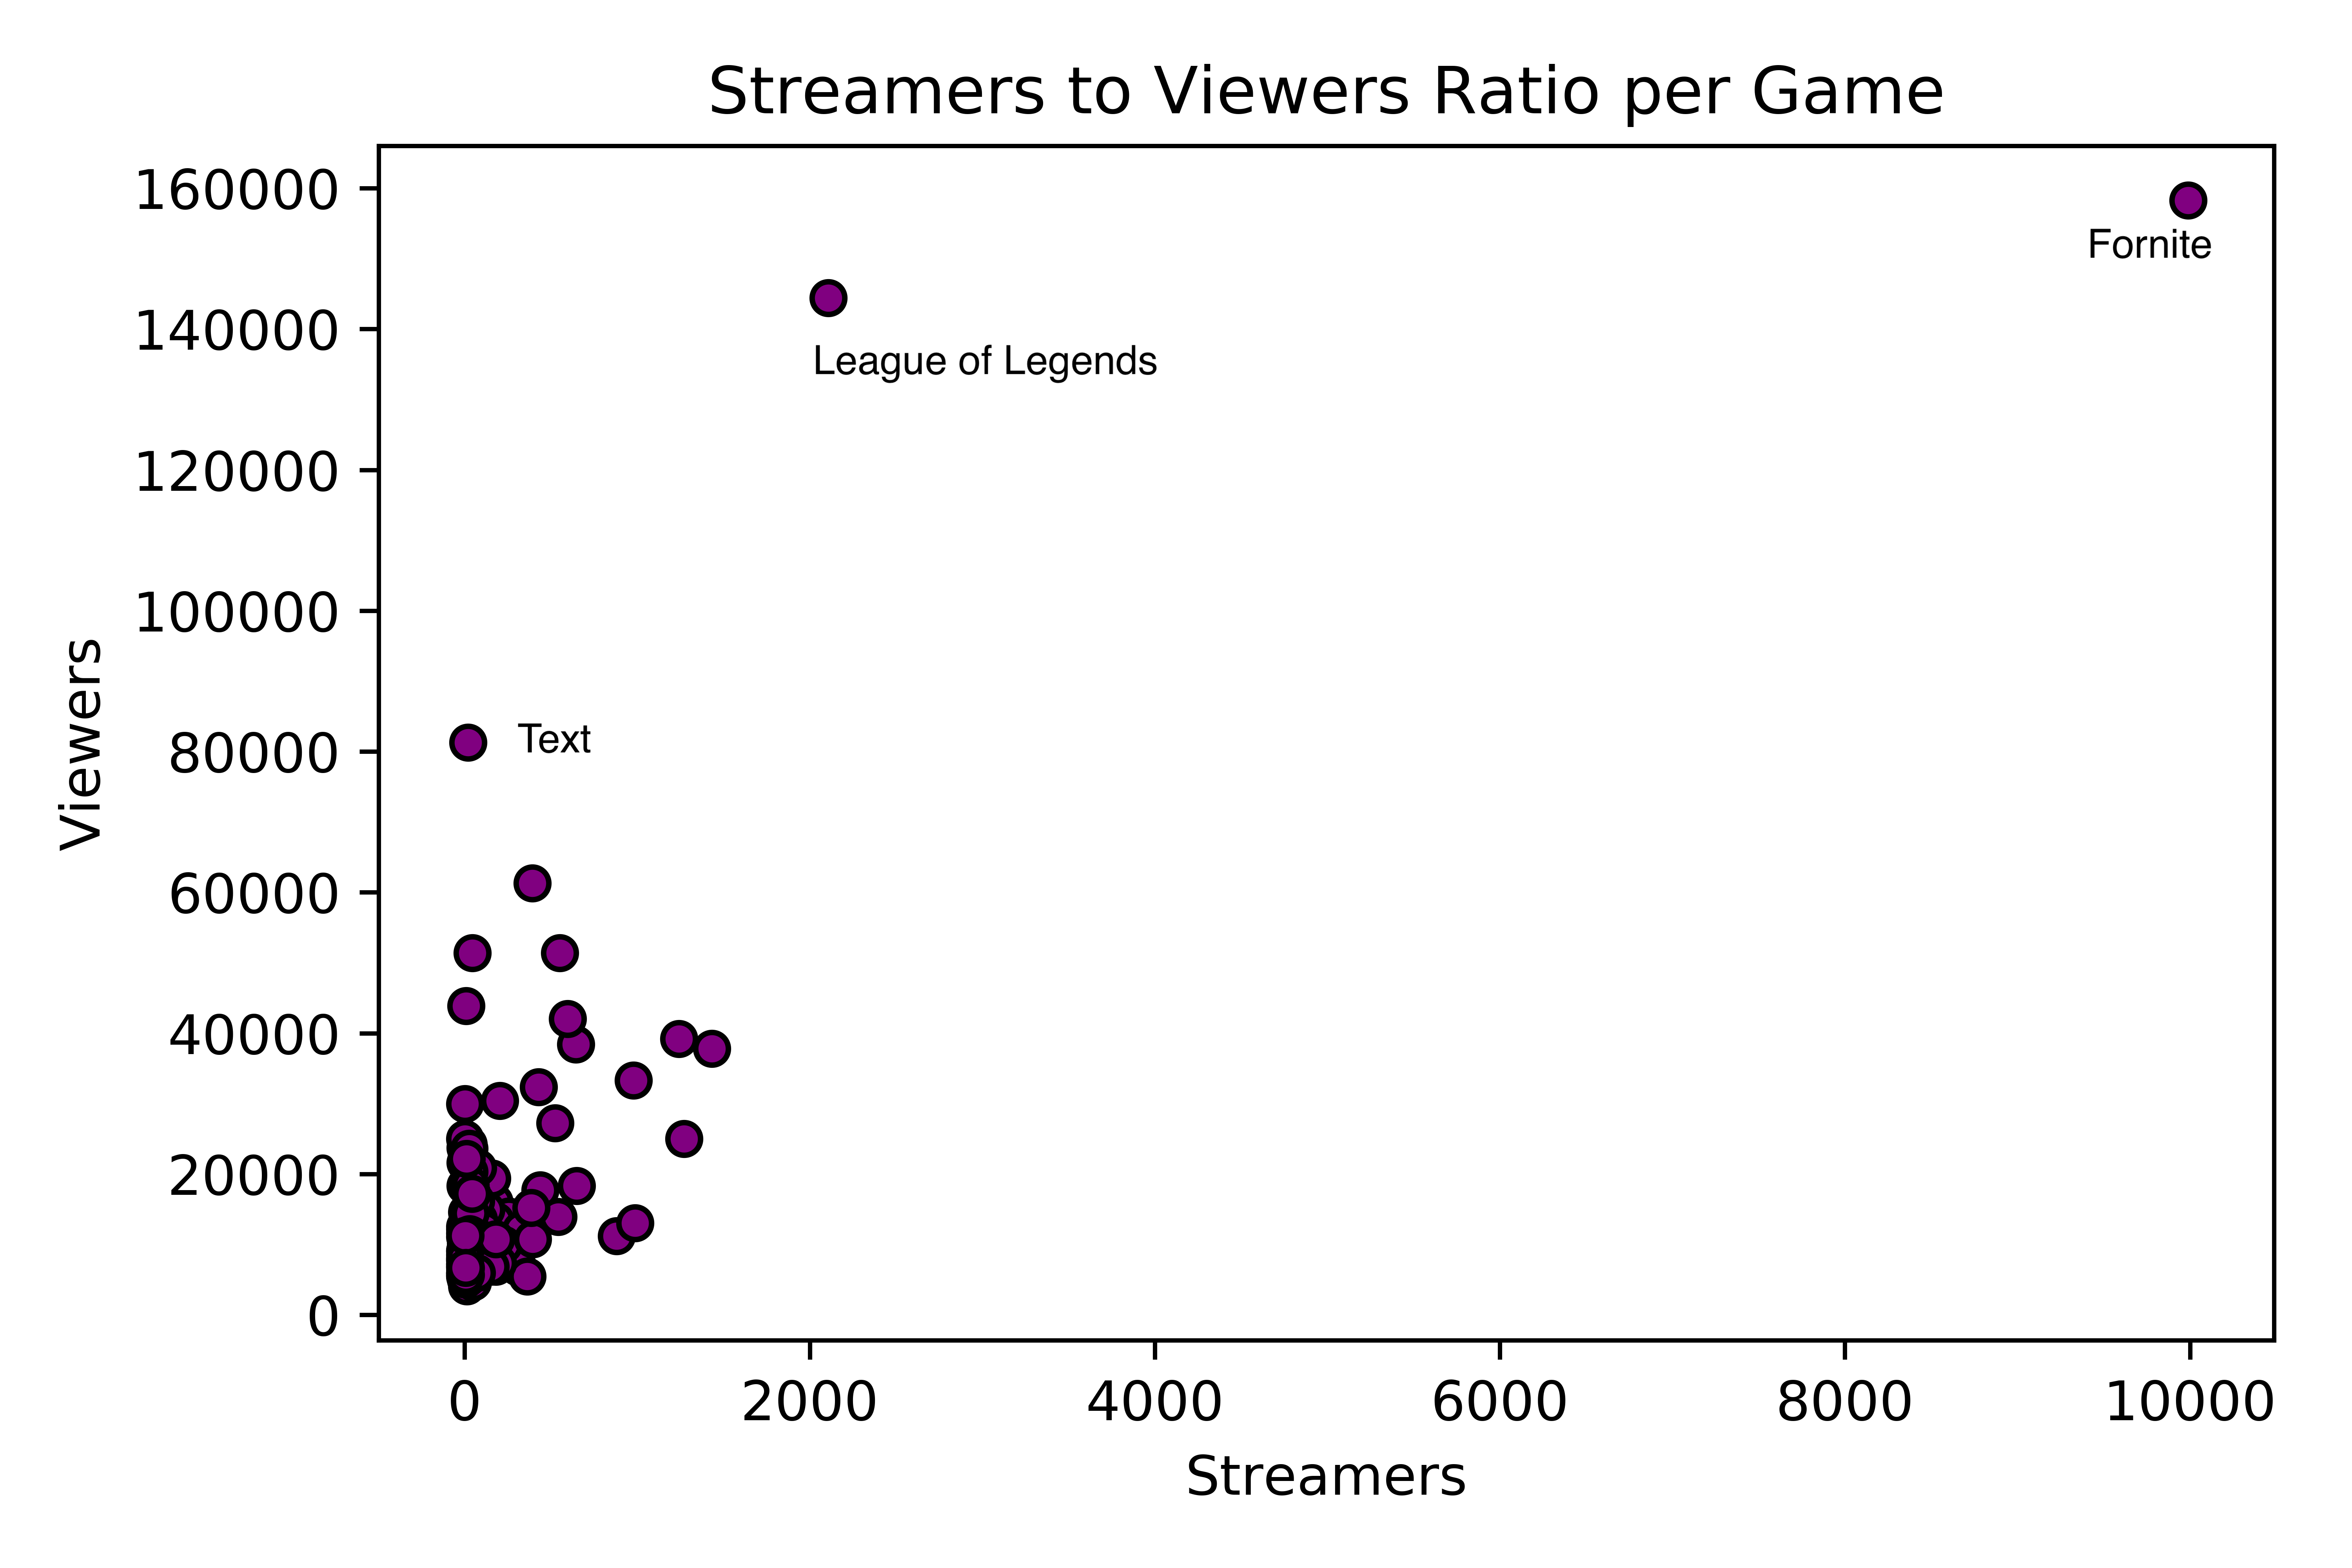 Streamers to Viewers Ratio per Game
160000
140000
120000
100000
80000
60000
40000
20000
0
Viewers
Fornite
League of Legends
Text
0 2000 4000 6000 8000 10000
Streamers